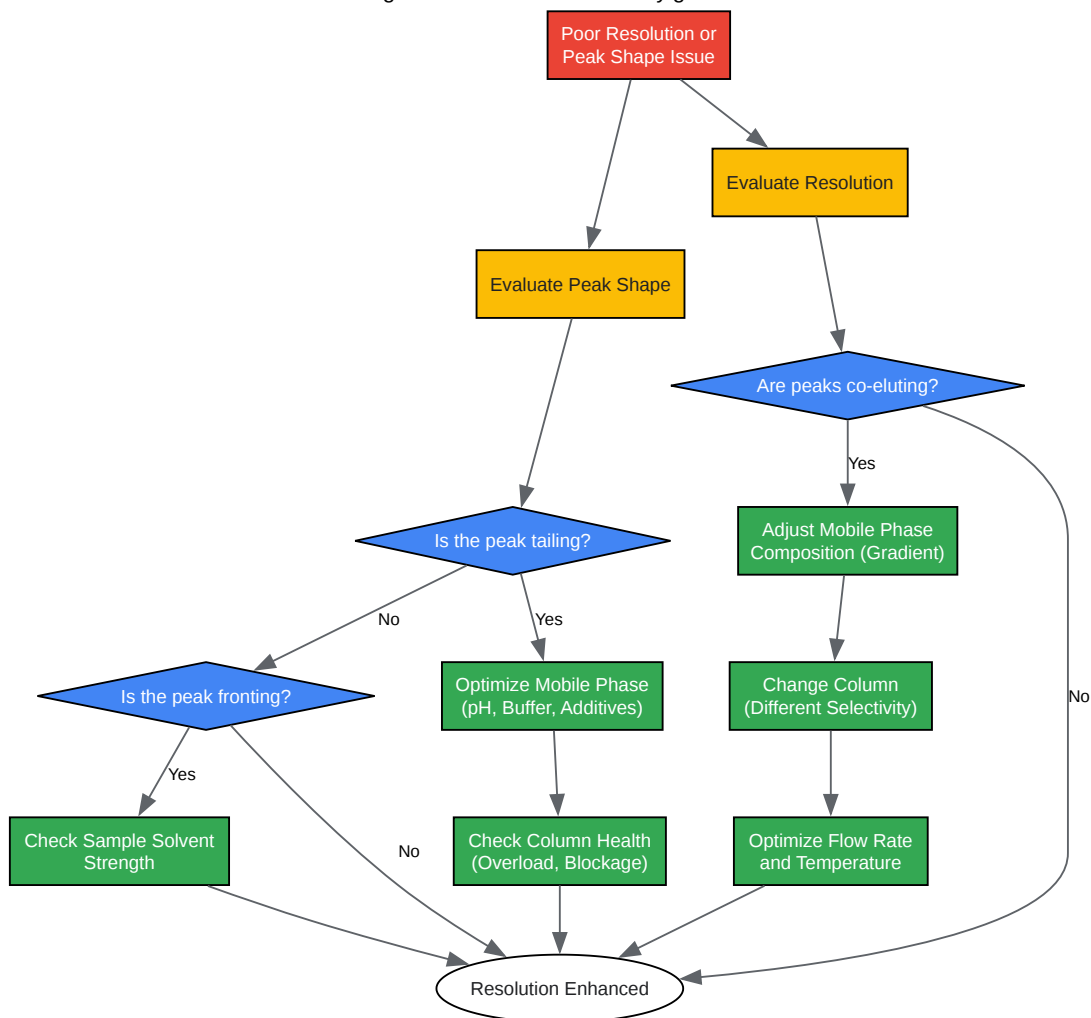 Poor Resolution or
Peak Shape Issue
Evaluate Resolution
Evaluate Peak Shape
Are peaks co-eluting?
Yes
Is the peak tailing?
Adjust Mobile Phase
Composition (Gradient)
No
Yes
Is the peak fronting?
Optimize Mobile Phase
(pH, Buffer, Additives)
Change Column
(Different Selectivity)
No
Yes
Check Sample Solvent
Strength
No
Check Column Health
(Overload, Blockage)
Optimize Flow Rate
and Temperature
Resolution Enhanced